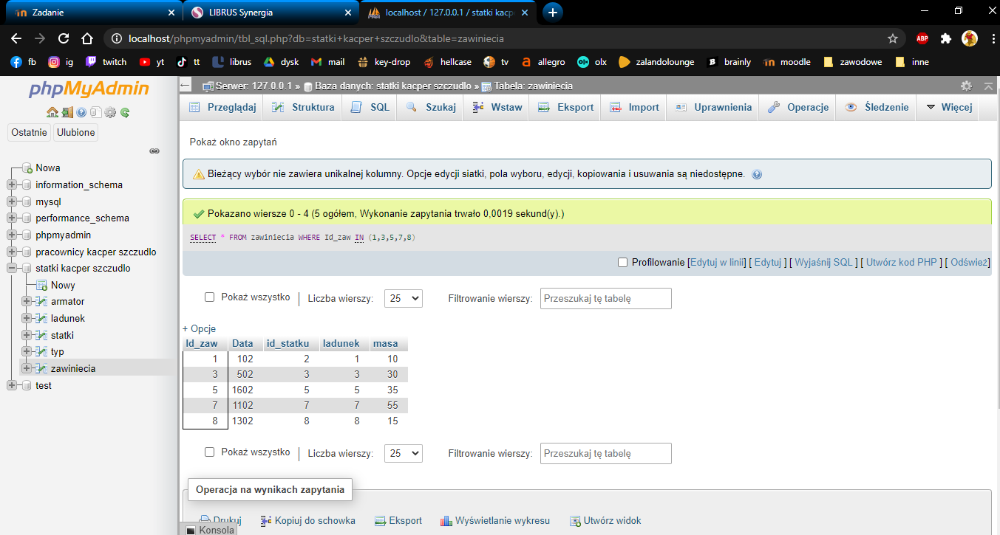 Zadanie
LIBRUS Synergia
localhost / 127.0.0.1 / statki kacp
localhost/phpmyadmin/tbl_sql.php?db=statki+kacper+szczudlo&table=zawiniecia
ABP
fb ig twitch yt tt librus dysk mail key-drop hellcase tv allegro olx zalandolounge brainly moodle zawodowe inne
phpMyAdmin
Ostatnie Ulubione
Nowa
information_schema
mysql
performance_schema
phpmyadmin
pracownicy kacper szczudlo
statki kacper szczudlo
Nowy
armator
ladunek
statki
typ
zawiniecia
test
Serwer: 127.0.0.1 » Baza danych: statki kacper szczudlo » Tabela: zawiniecia
Przeglądaj Struktura SQL Szukaj Wstaw Eksport Import Uprawnienia Operacje Śledzenie Więcej
Pokaż okno zapytań
Bieżący wybór nie zawiera unikalnej kolumny. Opcje edycji siatki, pola wyboru, edycji, kopiowania i usuwania są niedostępne.
Pokazano wiersze 0 - 4 (5 ogółem, Wykonanie zapytania trwało 0,0019 sekund(y).)
SELECT * FROM zawiniecia WHERE Id_zaw IN (1,3,5,7,8)
Profilowanie [Edytuj w linii] [ Edytuj ] [ Wyjaśnij SQL ] [ Utwórz kod PHP ] [ Odśwież]
Pokaż wszystko | Liczba wierszy: 25 Filtrowanie wierszy: Przeszukaj tę tabelę
+ Opcje
Id_zaw Data id_statku ladunek masa
1 102 2 1 10
3 502 3 3 30
5 1602 5 5 35
7 1102 7 7 55
8 1302 8 8 15
Pokaż wszystko | Liczba wierszy: 25 Filtrowanie wierszy: Przeszukaj tę tabelę
Operacja na wynikach zapytania
Drukuj Kopiuj do schowka Eksport Wyświetlanie wykresu Utwórz widok
Konsola